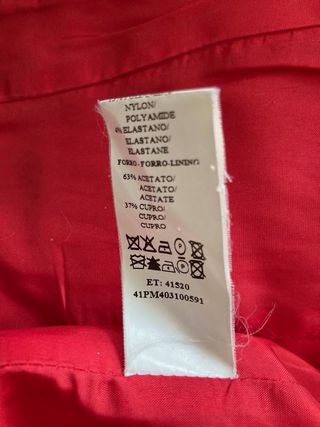 NYLON/
POLYAMIDE
4% ELASTANO/
ELASTANO/
ELASTANE
FORRO-FORRO-LINING
63% ACETATO/
ACETATO/
ACETATE
37% CUPRO/
CUPRO/
CUPRO
ET: 41520
41PM403100591